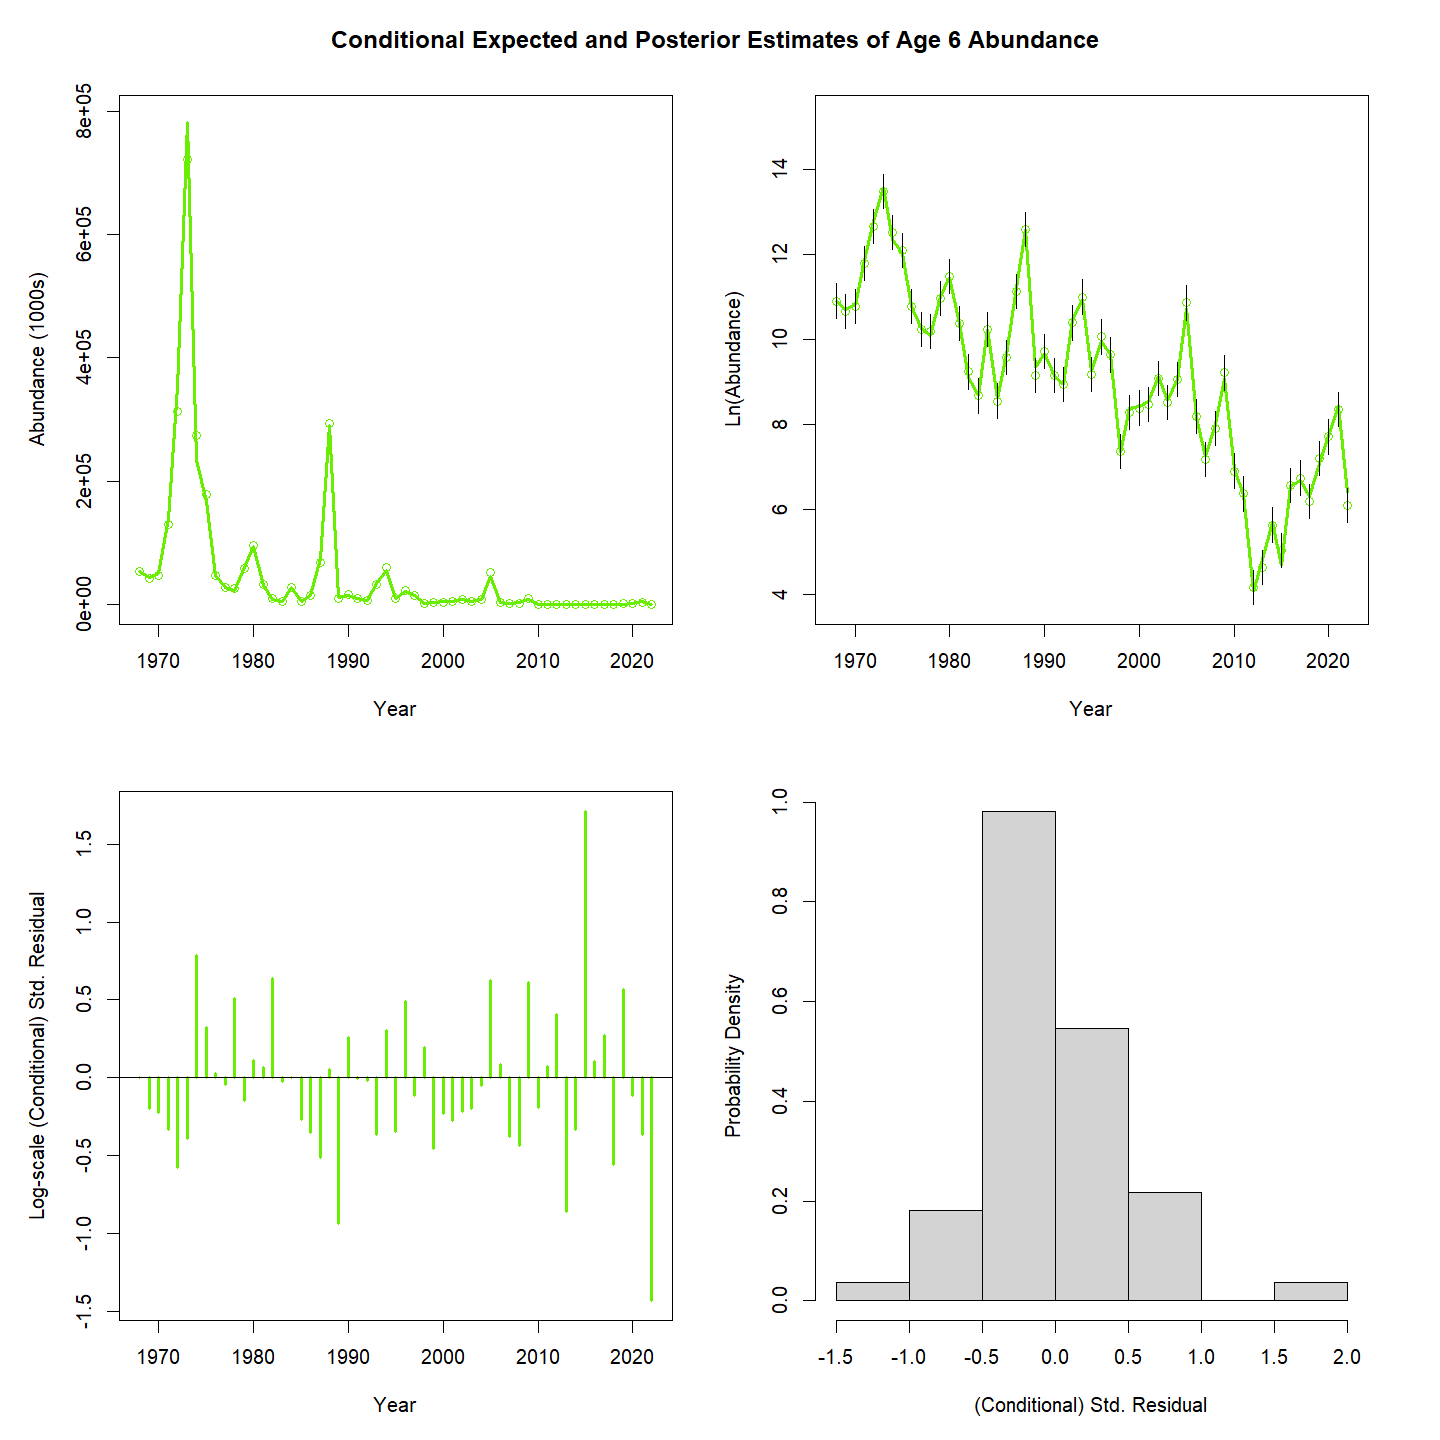 Conditional Expected and Posterior Estimates of Age 6 Abundance
Abundance (1000s)
8e+05
6e+05
4e+05
2e+05
0e+00
1970 1980 1990 2000 2010 2020
Year
Ln(Abundance)
14
12
10
8
6
4
1970 1980 1990 2000 2010 2020
Year
Log-scale (Conditional) Std. Residual
1.5
1.0
0.5
0.0
-0.5
-1.0
-1.5
1970 1980 1990 2000 2010 2020
Year
Probability Density
1.0
0.8
0.6
0.4
0.2
0.0
-1.5 -1.0 -0.5 0.0 0.5 1.0 1.5 2.0
(Conditional) Std. Residual